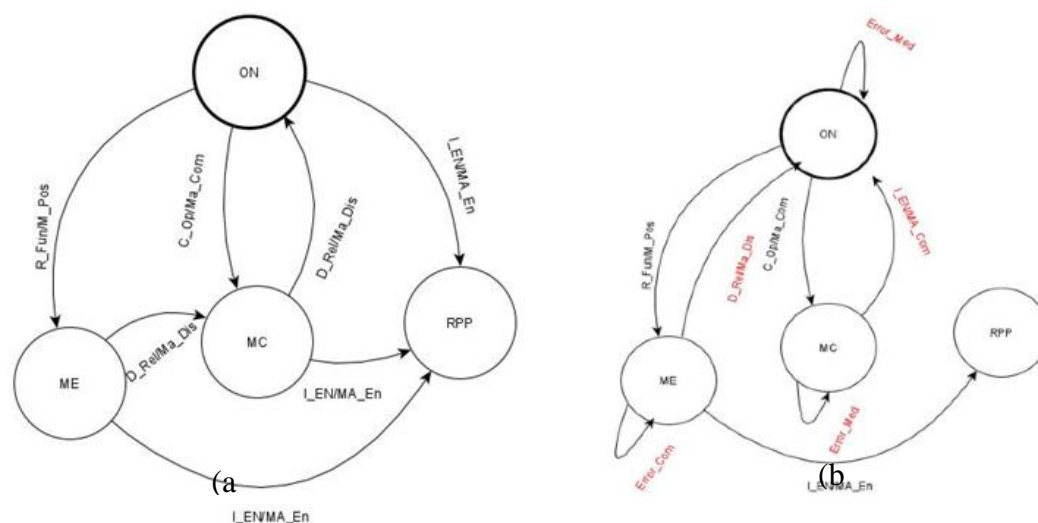 ON
I_EN/MA_En
C_Op/Ma_Com
R_Fun/M_Pos
D_Rel/Ma_Dis
D_Rel/Ma_Dis
ME
MC
RPP
I_EN/MA_En
I_EN/MA_En
(a
Error_Med
ON
I_EN/MA_Com
C_Op/Ma_Com
R_Fun/M_Pos
D_Rel/Ma_Dis
ME
MC
RPP
Error_Med
Error_Com
I_EN/MA_En
(b